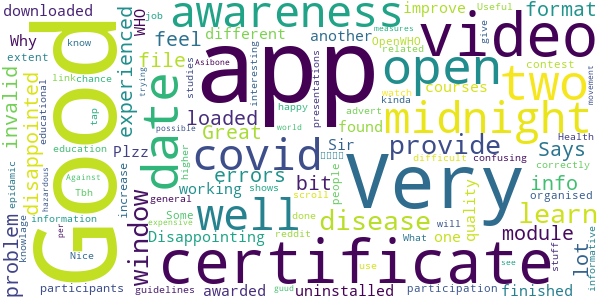 downloaded
awareness
improve
format
Why
WHO
job
feel
different
another
OpenWHO
measures
related
Useful
give
know
extent
link
chance
tap
Asibone
studies
interesting
presentations
contest
educational
file
experienced
invalid
disappointed
Good
app
video
open
two
courses
watch
kinda
trying
happy
advert
loaded
Great
found
date
midnight
education
Plzz
Sir
covid
provide
Says
Health
movement
possible
world
difficult
confusing
correctly
errors
bit
info
Against
higher
working
people
Very
organised
Tbh
increase
shows
well
disease
quality
learn
epidemic
hazardous
per
window
general
scroll
module
problem
information
Some
done
Disappointing
one
What
will
stuff
lot
informative
Nice
expensive
reddit
certificate
use
see
participants
guidelines
awarded
guud
uninstalled
participation
finished